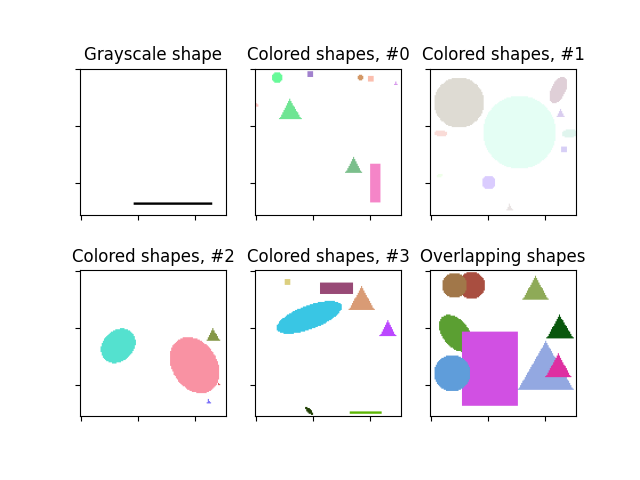 Grayscale shape
Colored shapes, #0
Colored shapes, #1
Colored shapes, #2
Colored shapes, #3
Overlapping shapes